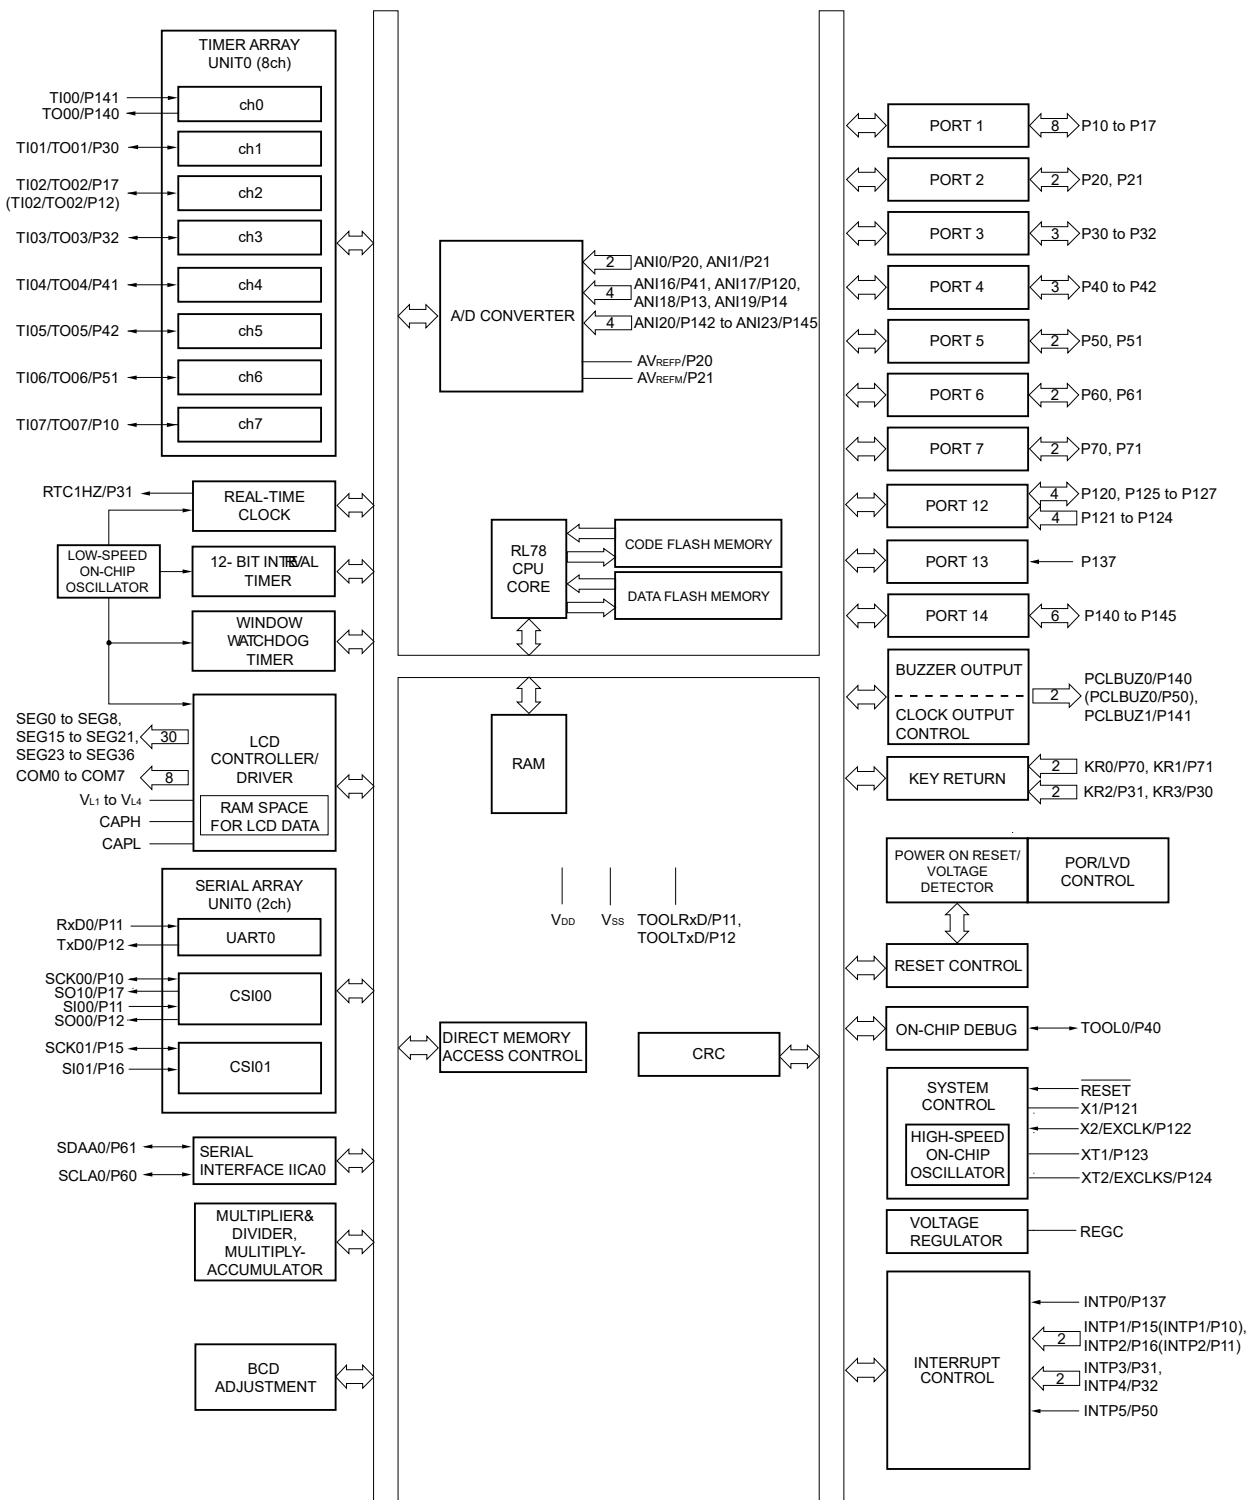 TIMER ARRAY
UNIT0 (8ch)
TI00/P141
TO00/P140
ch0
TI01/TO01/P30
ch1
TI02/TO02/P17
(TI02/TO02/P12)
ch2
TI03/TO03/P32
ch3
TI04/TO04/P41
ch4
TI05/TO05/P42
ch5
TI06/TO06/P51
ch6
TI07/TO07/P10
ch7
RTC1HZ/P31
REAL-TIME
CLOCK
LOW-SPEED
ON-CHIP
OSCILLATOR
12- BIT INTERVAL
TIMER
WINDOW
WATCHDOG
TIMER
SEG0 to SEG8,
SEG15 to SEG21,
SEG23 to SEG36
30
COM0 to COM7
8
VL1 to VL4
CAPH
CAPL
LCD
CONTROLLER/
DRIVER
RAM SPACE
FOR LCD DATA
SERIAL ARRAY
UNIT0 (2ch)
RxD0/P11
TxD0/P12
UART0
SCK00/P10
SO10/P17
SI00/P11
SO00/P12
CSI00
SCK01/P15
SI01/P16
CSI01
SDAA0/P61
SCLA0/P60
SERIAL
INTERFACE IICA0
MULTIPLIER&
DIVIDER,
MULITIPLY-
ACCUMULATOR
BCD
ADJUSTMENT
A/D CONVERTER
2
ANI0/P20, ANI1/P21
4
ANI16/P41, ANI17/P120,
ANI18/P13, ANI19/P14
4
ANI20/P142 to ANI23/P145
AVREFP/P20
AVREFM/P21
RL78
CPU
CORE
CODE FLASH MEMORY
DATA FLASH MEMORY
RAM
VDD
VSS
TOOLRxD/P11,
TOOLTxD/P12
DIRECT MEMORY
ACCESS CONTROL
CRC
PORT 1
8
P10 to P17
PORT 2
2
P20, P21
PORT 3
3
P30 to P32
PORT 4
3
P40 to P42
PORT 5
2
P50, P51
PORT 6
2
P60, P61
PORT 7
2
P70, P71
PORT 12
4
P120, P125 to P127
4
P121 to P124
PORT 13
P137
PORT 14
6
P140 to P145
BUZZER OUTPUT
CLOCK OUTPUT
CONTROL
2
PCLBUZ0/P140
(PCLBUZ0/P50),
PCLBUZ1/P141
KEY RETURN
2
KR0/P70, KR1/P71
2
KR2/P31, KR3/P30
POWER ON RESET/
VOLTAGE
DETECTOR
POR/LVD
CONTROL
RESET CONTROL
ON-CHIP DEBUG
TOOL0/P40
SYSTEM
CONTROL
HIGH-SPEED
ON-CHIP
OSCILLATOR
RESET
X1/P121
X2/EXCLK/P122
XT1/P123
XT2/EXCLKS/P124
VOLTAGE
REGULATOR
REGC
INTERRUPT
CONTROL
INTP0/P137
2
INTP1/P15(INTP1/P10),
INTP2/P16(INTP2/P11)
2
INTP3/P31,
INTP4/P32
INTP5/P50